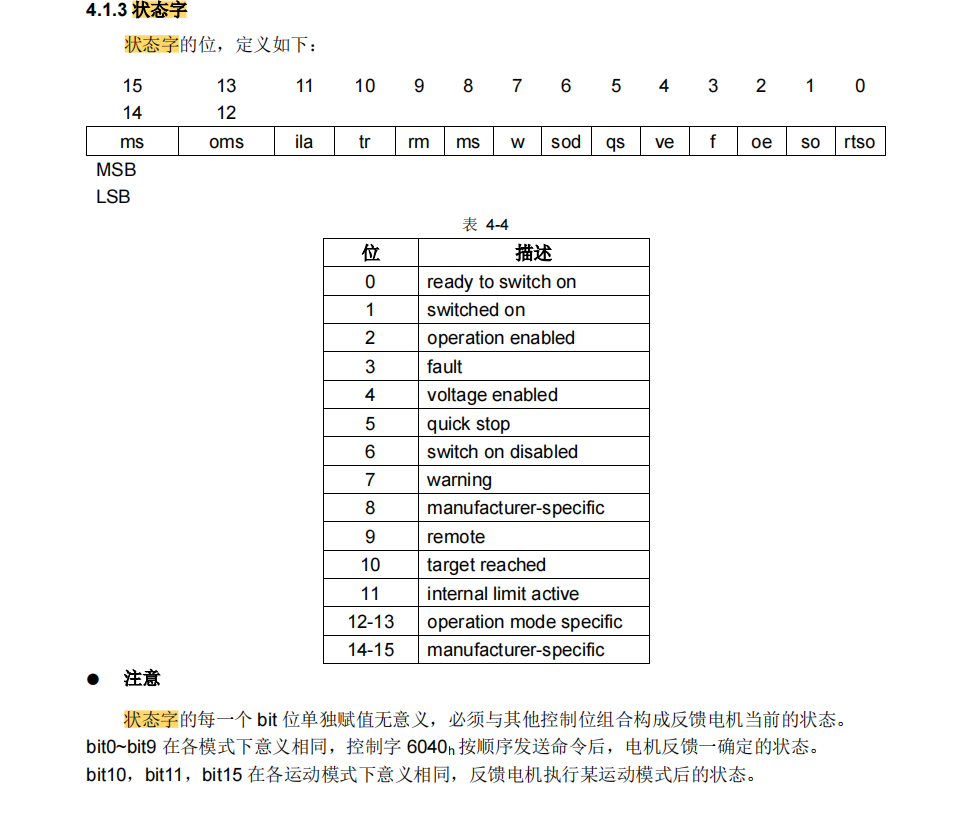 4.1.3 状态字
状态字的位，定义如下：
15 13 11 10 9 8 7 6 5 4 3 2 1 0
14 12
ms oms ila tr rm ms w sod qs ve f oe so rtso
MSB
LSB
表 4-4
位 描述
0 ready to switch on
1 switched on
2 operation enabled
3 fault
4 voltage enabled
5 quick stop
6 switch on disabled
7 warning
8 manufacturer-specific
9 remote
10 target reached
11 internal limit active
12-13 operation mode specific
14-15 manufacturer-specific
● 注意
状态字的每一个 bit 位单独赋值无意义，必须与其他控制位组合构成反馈电机当前的状态。
bit0~bit9 在各模式下意义相同，控制字 6040h 按顺序发送命令后，电机反馈一确定的状态。
bit10，bit11，bit15 在各运动模式下意义相同，反馈电机执行某运动模式后的状态。